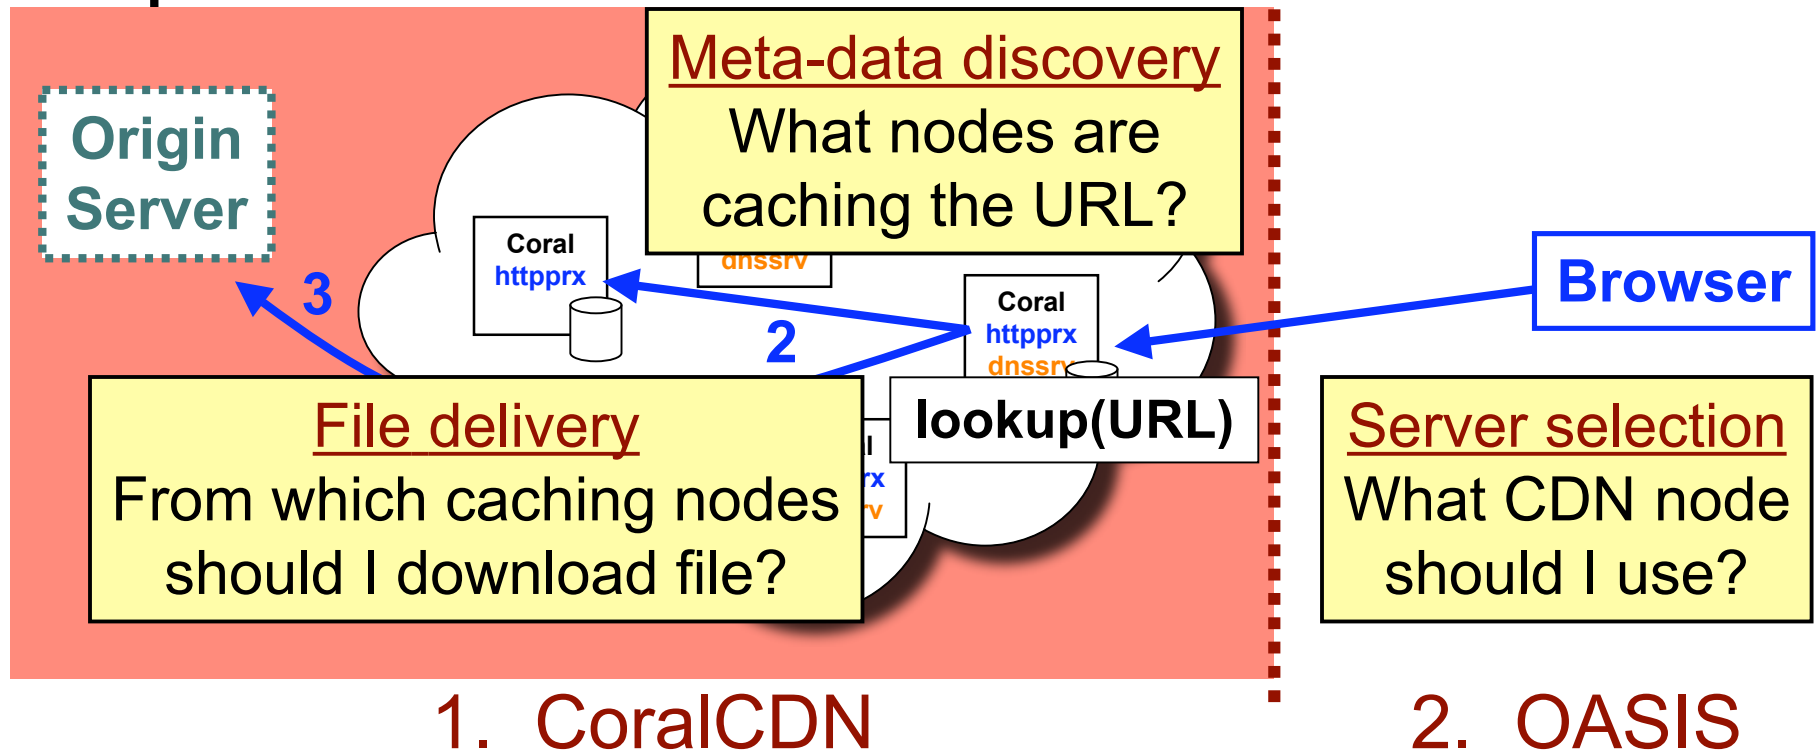 Meta-data discovery
What nodes are
caching the URL?
Origin
Server
Coral
httpprx
dnssrv
Coral
httpprx
dnssrv
Browser
3
2
lookup(URL)
File delivery
From which caching nodes
should I download file?
Server selection
What CDN node
should I use?
1. CoralCDN
2. OASIS